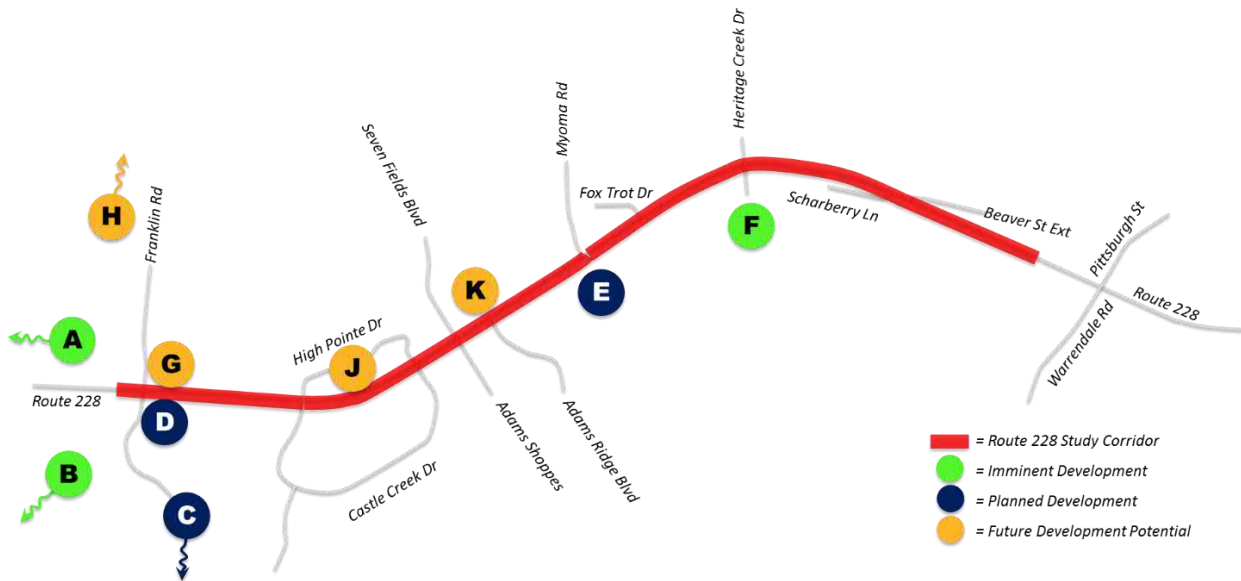 Heritage Creek Dr
Seven Fields Blvd
Myoma Rd
Fox Trot Dr
Scharberry Ln
Beaver St Ext
Pittsburgh St
Franklin Rd
H
F
K
E
Route 228
Warrendale Rd
A
High Pointe Dr
G
J
Route 228
D
Adams Shoppes
Adams Ridge Blvd
B
Castle Creek Dr
C
= Route 228 Study Corridor
= Imminent Development
= Planned Development
= Future Development Potential